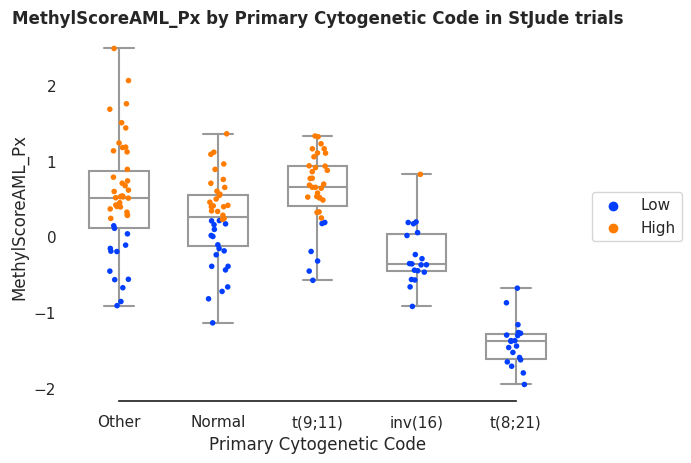 MethylScoreAML_Px by Primary Cytogenetic Code in StJude trials
MethylScoreAML_Px
2
1
0
−1
−2
Low
High
Other
Normal
t(9;11)
inv(16)
t(8;21)
Primary Cytogenetic Code